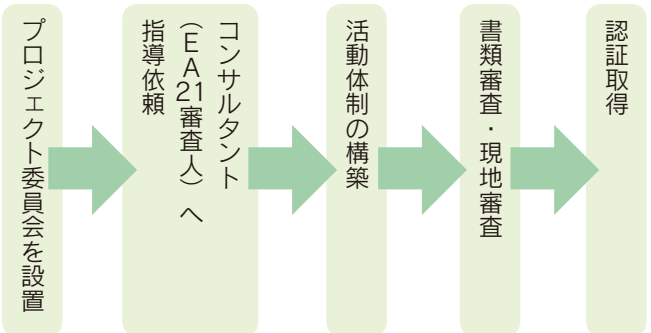 プロジェクト委員会を設置
コンサルタント
（EA21審査人）へ
指導依頼
活動体制の構築
書類審査・現地審査
認証取得